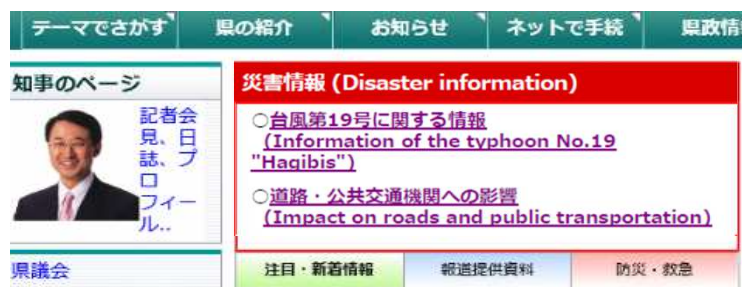 テーマでさがす
県の紹介
お知らせ
ネットで手続
県政情
知事のページ
記者会
見、日
誌、プ
ロ
フィー
ル..
災害情報 (Disaster information)
○台風第19号に関する情報
(Information of the typhoon No.19
"Hagibis")
○道路・公共交通機関への影響
(Impact on roads and public transportation)
県議会
注目・新着情報
報道提供資料
防災・救急